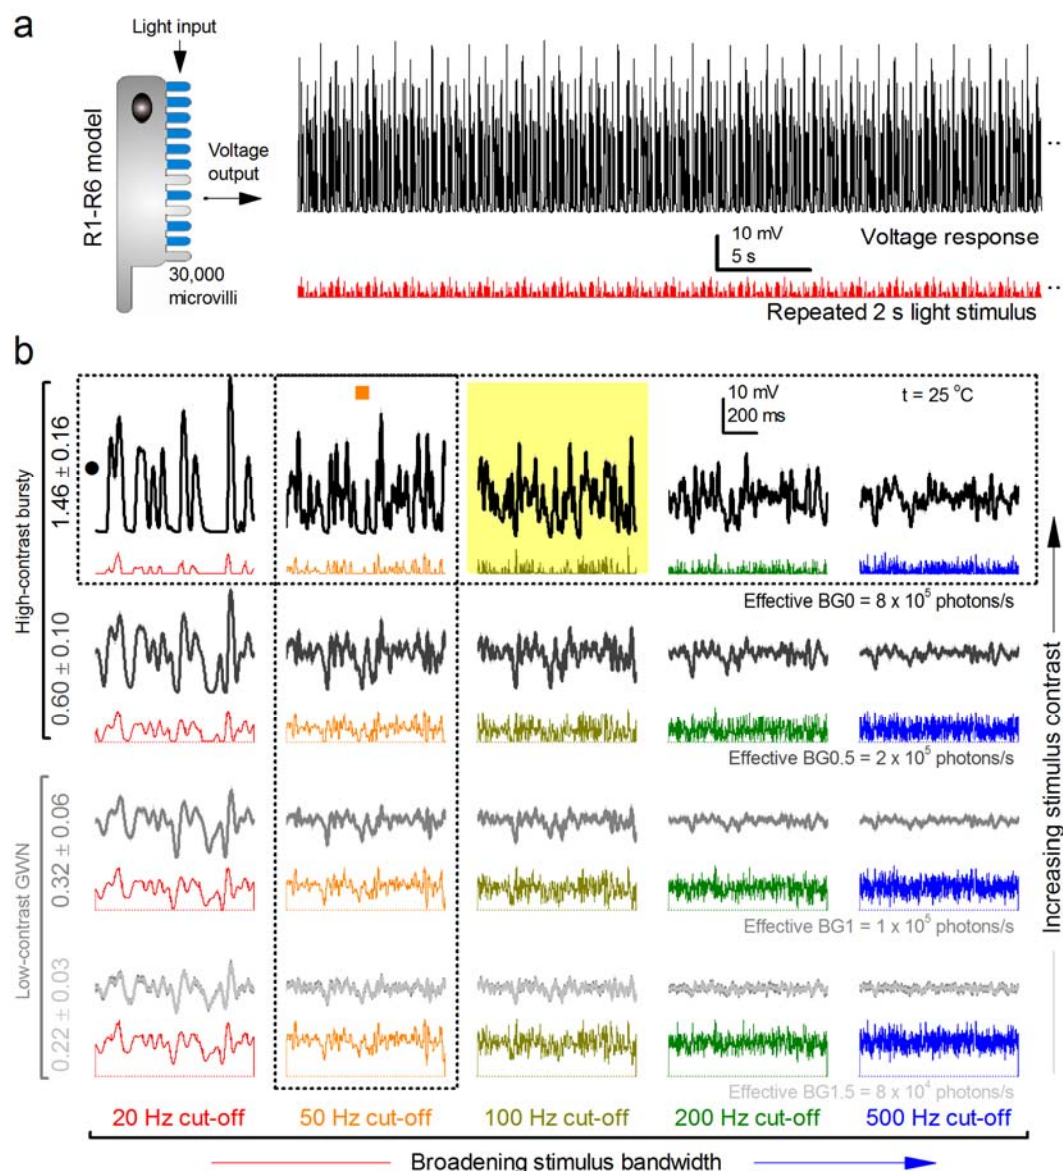 a
Light input
R1-R6 model
Voltage
output
30,000
microvilli
10 mV
5 s
Voltage response
Repeated 2 s light stimulus
b
High-contrast bursty
1.46 ± 0.16
10 mV
200 ms
t = 25 °C
Effective BG0 = 8 x 10⁵ photons/s
0.60 ± 0.10
Effective BG0.5 = 2 x 10⁵ photons/s
Low-contrast GWN
0.32 ± 0.06
Effective BG1 = 1 x 10⁵ photons/s
0.22 ± 0.03
Effective BG1.5 = 8 x 10⁴ photons/s
Increasing stimulus contrast
20 Hz cut-off 50 Hz cut-off 100 Hz cut-off 200 Hz cut-off 500 Hz cut-off
Broadening stimulus bandwidth